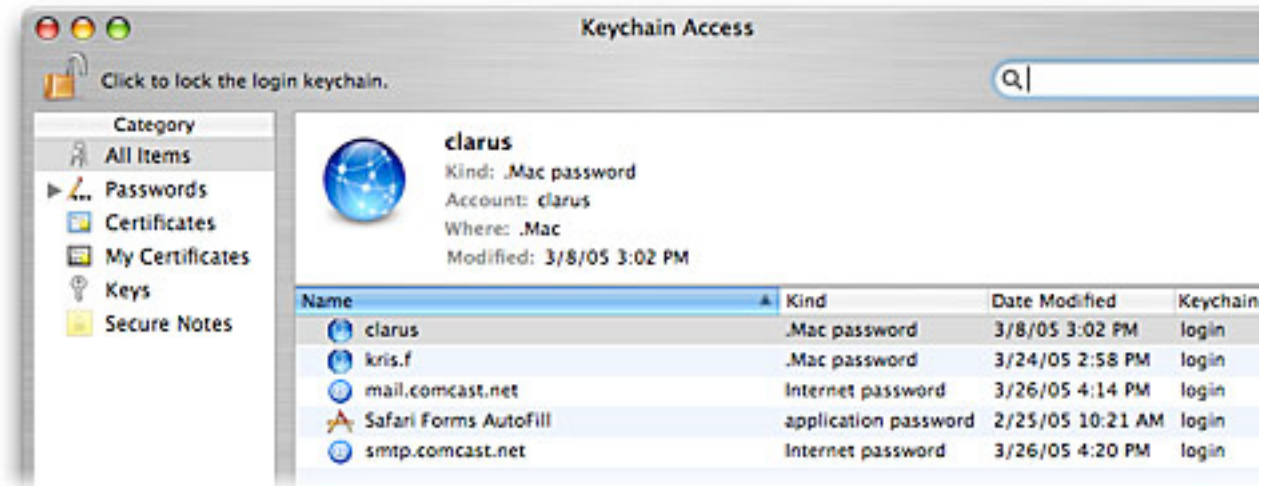 Keychain Access
Click to lock the login keychain.
Category
All Items
Passwords
Certificates
My Certificates
Keys
Secure Notes
clarus
Kind: .Mac password
Account: clarus
Where: .Mac
Modified: 3/8/05 3:02 PM
Name Kind Date Modified Keychain
clarus .Mac password 3/8/05 3:02 PM login
kris.f .Mac password 3/24/05 2:58 PM login
mail.comcast.net Internet password 3/26/05 4:14 PM login
Safari Forms AutoFill application password 2/25/05 10:21 AM login
smtp.comcast.net Internet password 3/26/05 4:20 PM login